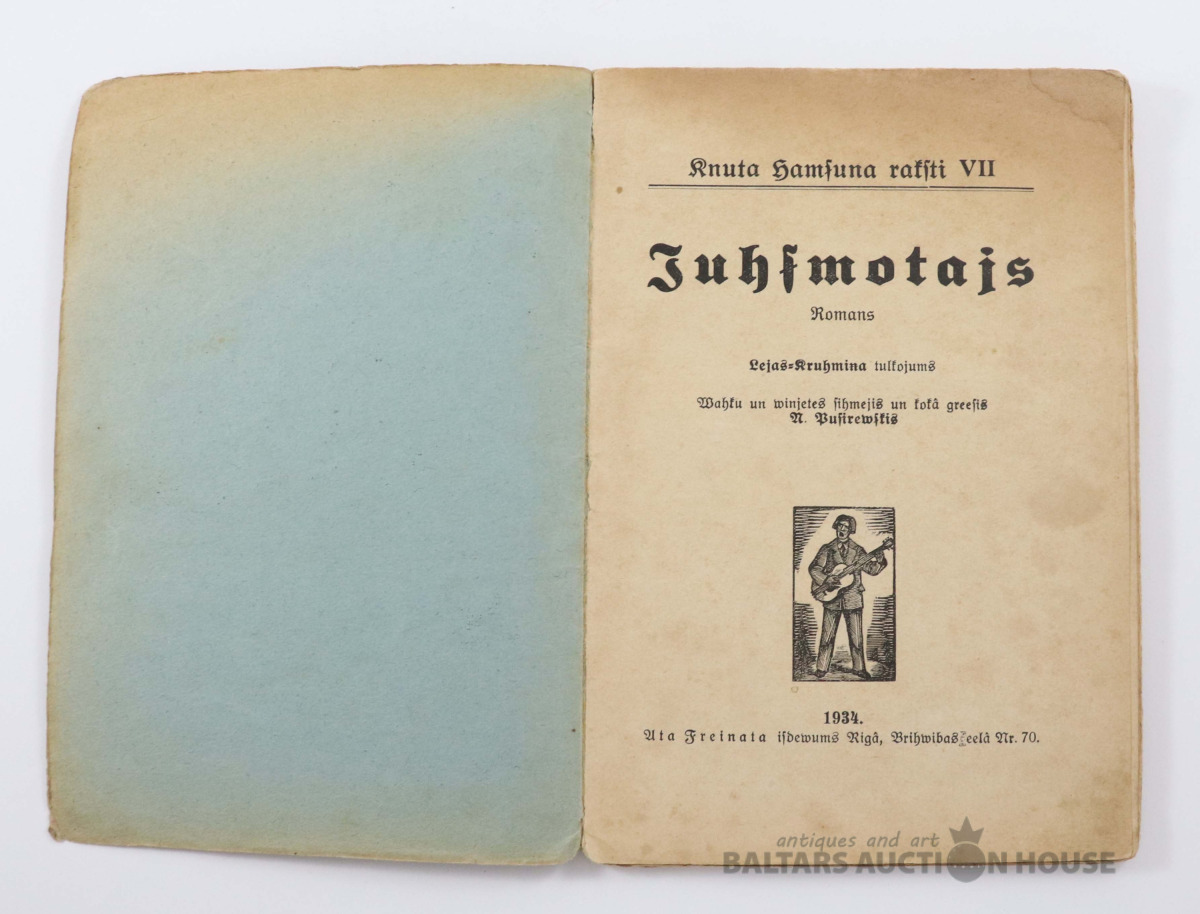 Knuta Hamſuna rakſti VII
Juhſmotajs
Romans
Lejas-Kruhmina tulkojums
Wahku un winjetes ſihmejis un kokâ greeſis
N. Puſirewſkis
1934.
Ata Freinata iſdewums Rigâ, Brihwibas eelâ Nr. 70.
antiques and art
BALTARS AUCTION HOUSE